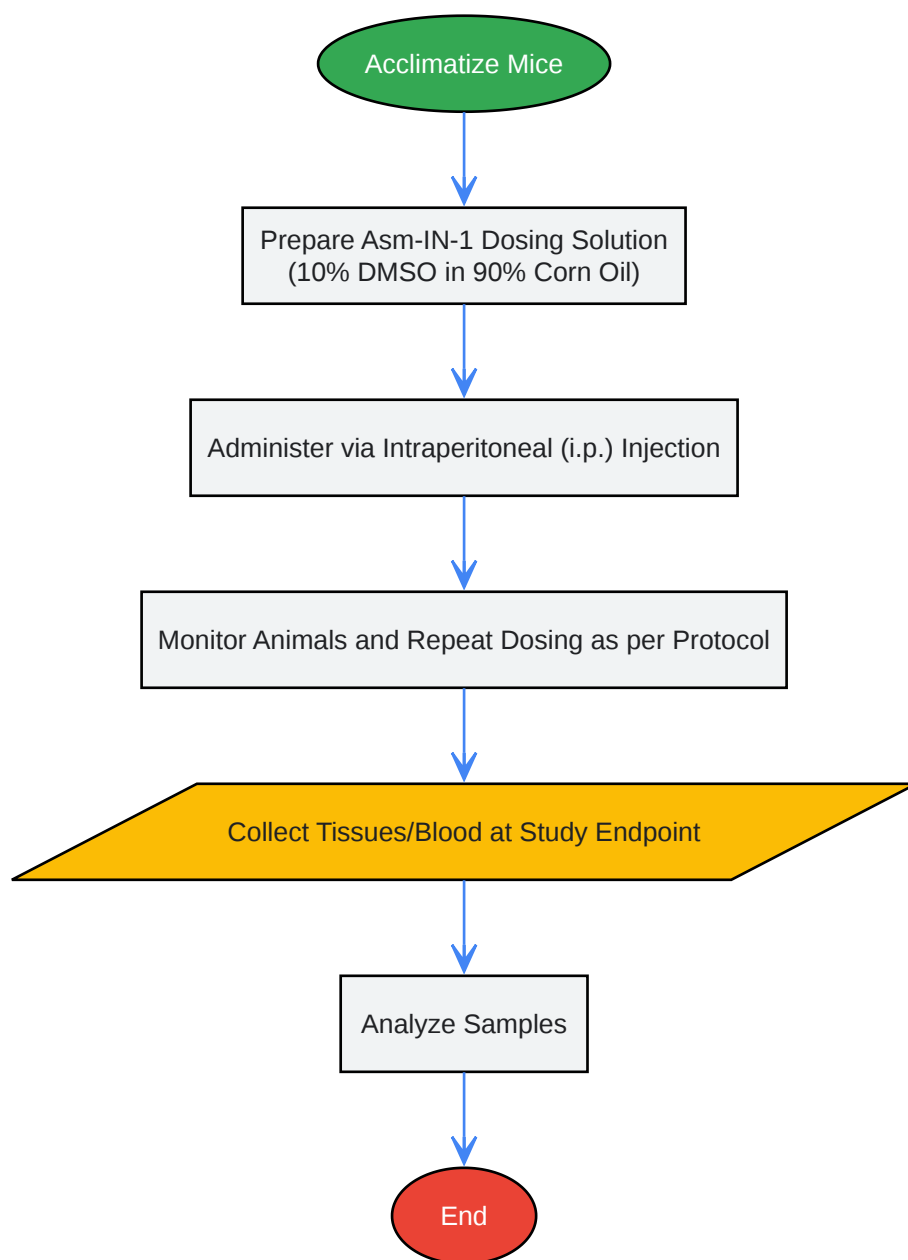 Acclimatize Mice
Prepare Asm-IN-1 Dosing Solution
(10% DMSO in 90% Corn Oil)
Administer via Intraperitoneal (i.p.) Injection
Monitor Animals and Repeat Dosing as per Protocol
Collect Tissues/Blood at Study Endpoint
Analyze Samples
End